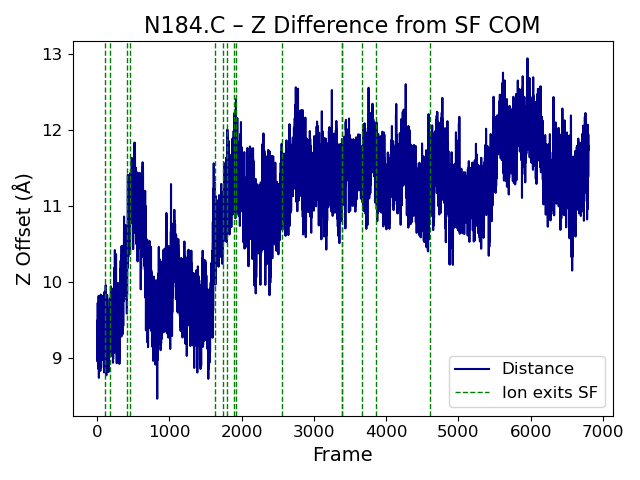 N184.C – Z Difference from SF COM
Z Offset (Å)
13
12
11
10
9
0 1000 2000 3000 4000 5000 6000 7000
Frame
Distance
Ion exits SF